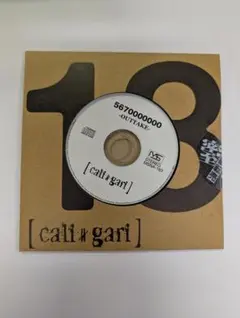 18
5670000000
-OUTTAKE-
[ cali≠gari ]
[ cali≠gari ]